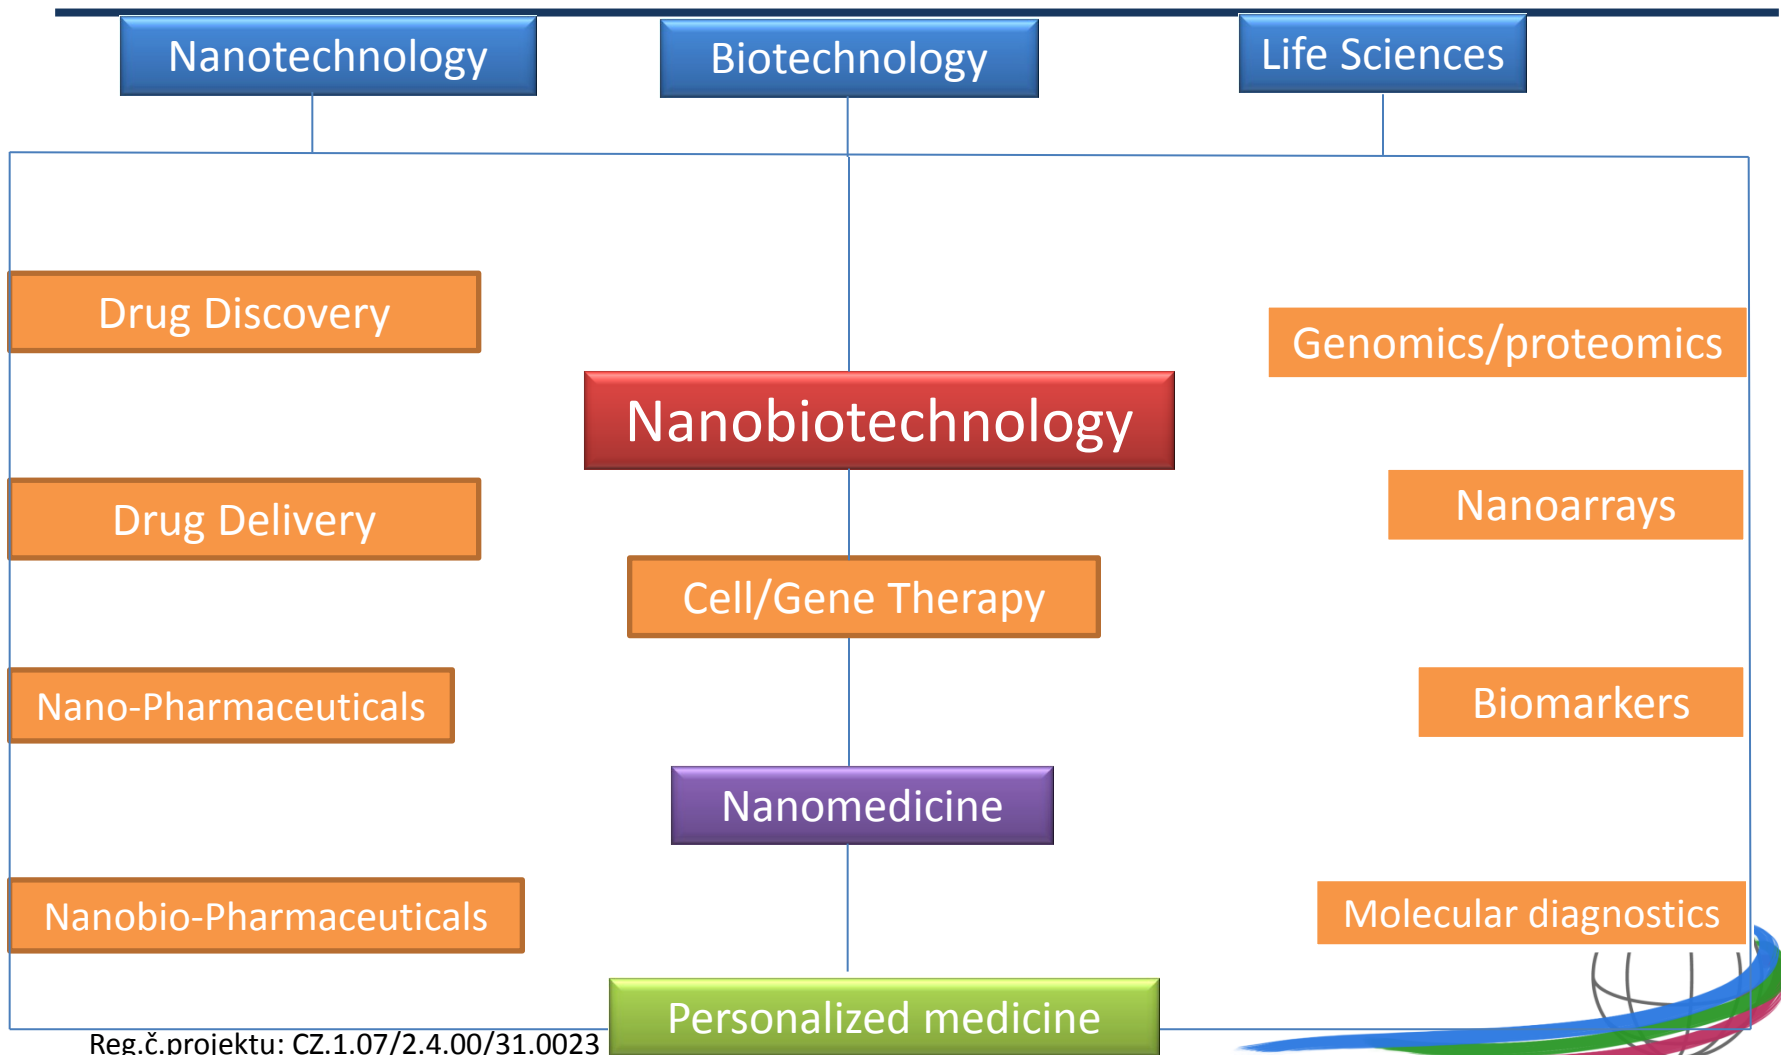 Nanotechnology
Biotechnology
Life Sciences
Drug Discovery
Genomics/proteomics
Nanobiotechnology
Drug Delivery
Nanoarrays
Cell/Gene Therapy
Nano-Pharmaceuticals
Biomarkers
Nanomedicine
Nanobio-Pharmaceuticals
Molecular diagnostics
Personalized medicine
Reg.č.projektu: CZ.1.07/2.4.00/31.0023